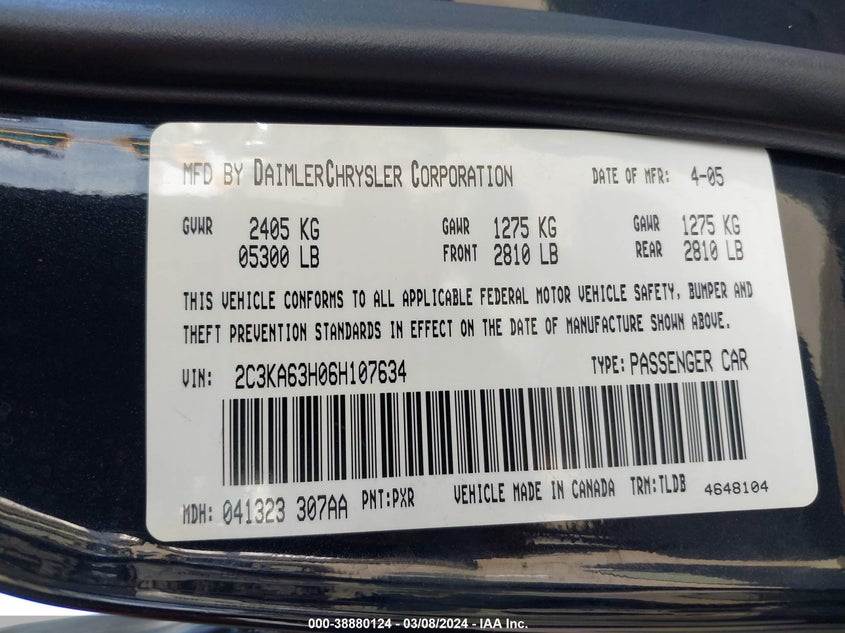 MFD BY DAIMLERCHRYSLER CORPORATION DATE OF MFR: 4-05
GVWR 2405 KG GAWR 1275 KG GAWR 1275 KG
05300 LB FRONT 2810 LB REAR 2810 LB
THIS VEHICLE CONFORMS TO ALL APPLICABLE FEDERAL MOTOR VEHICLE SAFETY, BUMPER AND
THEFT PREVENTION STANDARDS IN EFFECT ON THE DATE OF MANUFACTURE SHOWN ABOVE.
VIN: 2C3KA63H06H107634 TYPE: PASSENGER CAR
MDH: 041323 307AA PNT: PXR VEHICLE MADE IN CANADA TRM: TLDB 4648104
000-38880124 — 03/08/2024 — IAA Inc.